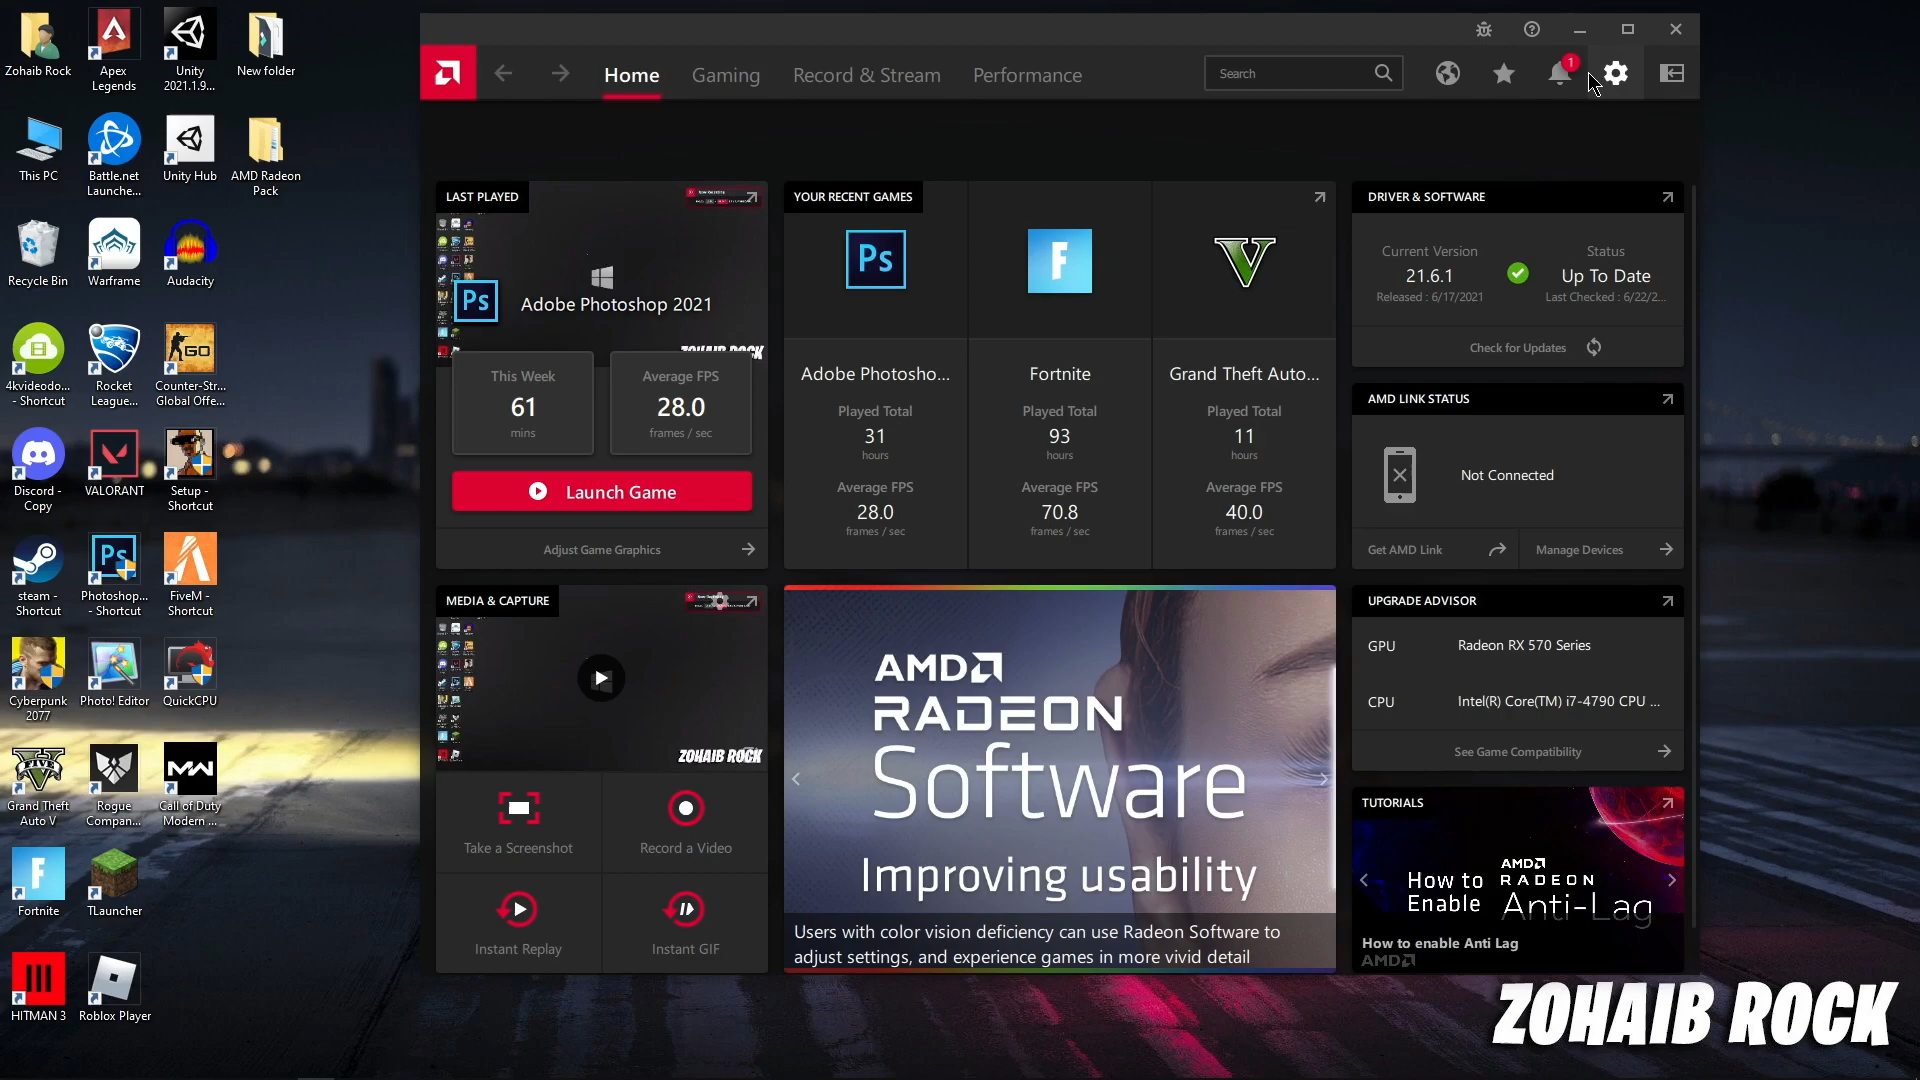 Zohaib Rock
Apex
Legends
Unity
2021.1.9...
New folder
This PC
Battle.net
Launche...
Unity Hub
AMD Radeon
Pack
Recycle Bin
Warframe
Audacity
4kvideodo...
- Shortcut
Rocket
League...
Counter-Str...
Global Offe...
GO
Discord -
Copy
VALORANT
Setup -
Shortcut
steam -
Shortcut
Ps
Photoshop...
- Shortcut
FiveM -
Shortcut
Cyberpunk
2077
Photo! Editor
QuickCPU
FIVE
Grand Theft
Auto V
Rogue
Compan...
MW
Call of Duty
Modern ...
F
Fortnite
TLauncher
HITMAN 3
Roblox Player
Home
Gaming
Record & Stream
Performance
Search
1
LAST PLAYED
Ps
Adobe Photoshop 2021
ZOHAIB ROCK
This Week
61
mins
Average FPS
28.0
frames / sec
Launch Game
Adjust Game Graphics
YOUR RECENT GAMES
Ps
F
V
Adobe Photosho...
Fortnite
Grand Theft Auto...
Played Total
31
hours
Played Total
93
hours
Played Total
11
hours
Average FPS
28.0
frames / sec
Average FPS
70.8
frames / sec
Average FPS
40.0
frames / sec
DRIVER & SOFTWARE
Current Version
21.6.1
Released : 6/17/2021
Status
Up To Date
Last Checked : 6/22/2...
Check for Updates
AMD LINK STATUS
Not Connected
Get AMD Link
Manage Devices
MEDIA & CAPTURE
ZOHAIB ROCK
Take a Screenshot
Record a Video
Instant Replay
Instant GIF
AMD
RADEON
Software
Improving usability
Users with color vision deficiency can use Radeon Software to
adjust settings, and experience games in more vivid detail
UPGRADE ADVISOR
GPU
Radeon RX 570 Series
CPU
Intel(R) Core(TM) i7-4790 CPU ...
See Game Compatibility
TUTORIALS
How to
Enable
AMD
RADEON
Anti-Lag
How to enable Anti Lag
AMD
ZOHAIB ROCK